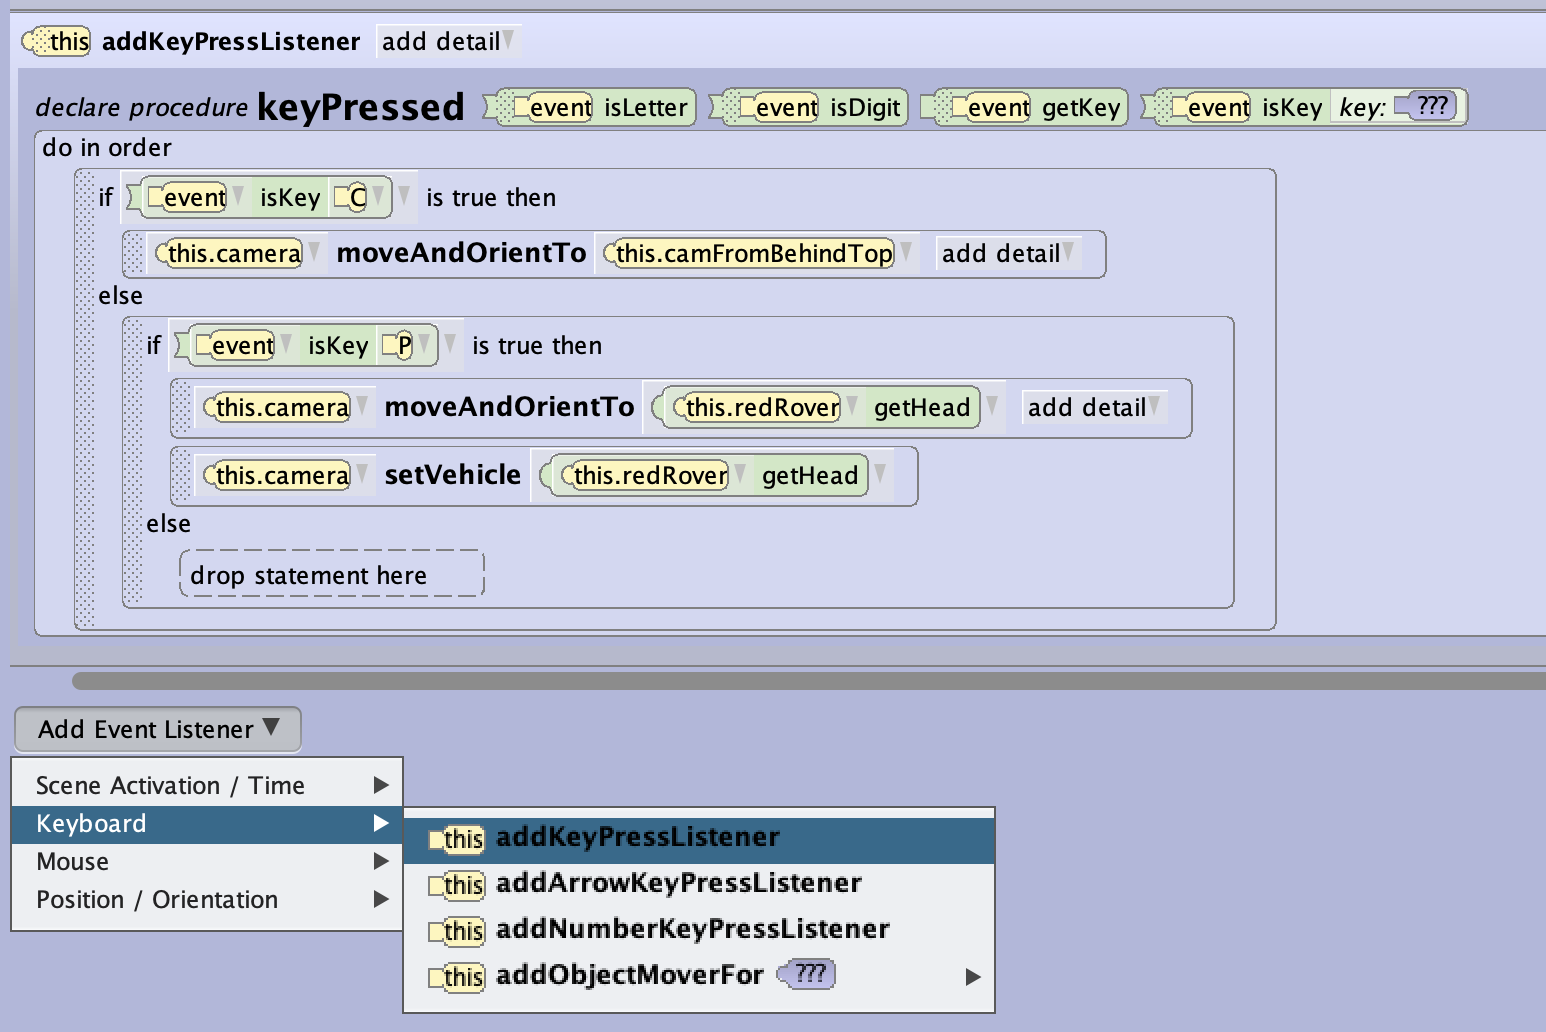 this addKeyPressListener add detail
declare procedure keyPressed event isLetter event isDigit event getKey event isKey key: ???
do in order
if event isKey C is true then
this.camera moveAndOrientTo this.camFromBehindTop add detail
else
if event isKey P is true then
this.camera moveAndOrientTo this.redRover getHead add detail
this.camera setVehicle this.redRover getHead
else
drop statement here
Add Event Listener
Scene Activation / Time
Keyboard
Mouse
Position / Orientation
this addKeyPressListener
this addArrowKeyPressListener
this addNumberKeyPressListener
this addObjectMoverFor ???